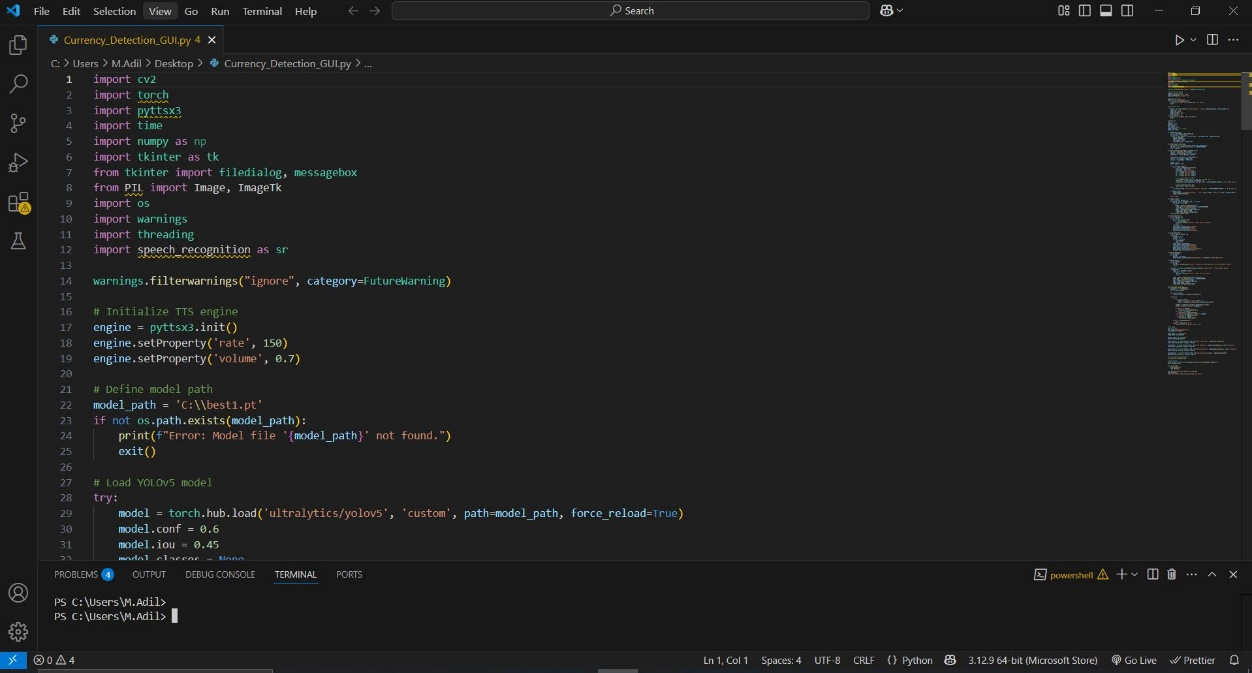 File Edit Selection View Go Run Terminal Help Search
Currency_Detection_GUI.py 4
C: > Users > M.Adil > Desktop > Currency_Detection_GUI.py > ...
1 import cv2
2 import torch
3 import pyttsx3
4 import time
5 import numpy as np
6 import tkinter as tk
7 from tkinter import filedialog, messagebox
8 from PIL import Image, ImageTk
9 import os
10 import warnings
11 import threading
12 import speech_recognition as sr
13
14 warnings.filterwarnings("ignore", category=FutureWarning)
15
16 # Initialize TTS engine
17 engine = pyttsx3.init()
18 engine.setProperty('rate', 150)
19 engine.setProperty('volume', 0.7)
20
21 # Define model path
22 model_path = 'C:\\best1.pt'
23 if not os.path.exists(model_path):
24     print(f"Error: Model file '{model_path}' not found.")
25     exit()
26
27 # Load YOLOv5 model
28 try:
29     model = torch.hub.load('ultralytics/yolov5', 'custom', path=model_path, force_reload=True)
30     model.conf = 0.6
31     model.iou = 0.45
32     model.classes = None
PROBLEMS 4 OUTPUT DEBUG CONSOLE TERMINAL PORTS powershell
PS C:\Users\M.Adil>
PS C:\Users\M.Adil>
0 4 Ln 1, Col 1 Spaces: 4 UTF-8 CRLF {} Python 3.12.9 64-bit (Microsoft Store) Go Live Prettier